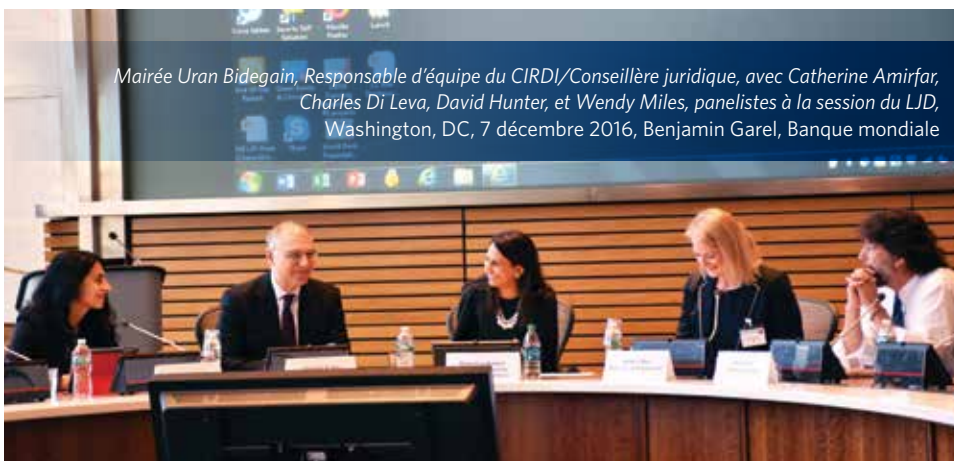 Mairée Uran Bidegain, Responsable d'équipe du CIRDI/Conseillère juridique, avec Catherine Amirfar,
Charles Di Leva, David Hunter, et Wendy Miles, panelistes à la session du LJD,
Washington, DC, 7 décembre 2016, Benjamin Garel, Banque mondiale